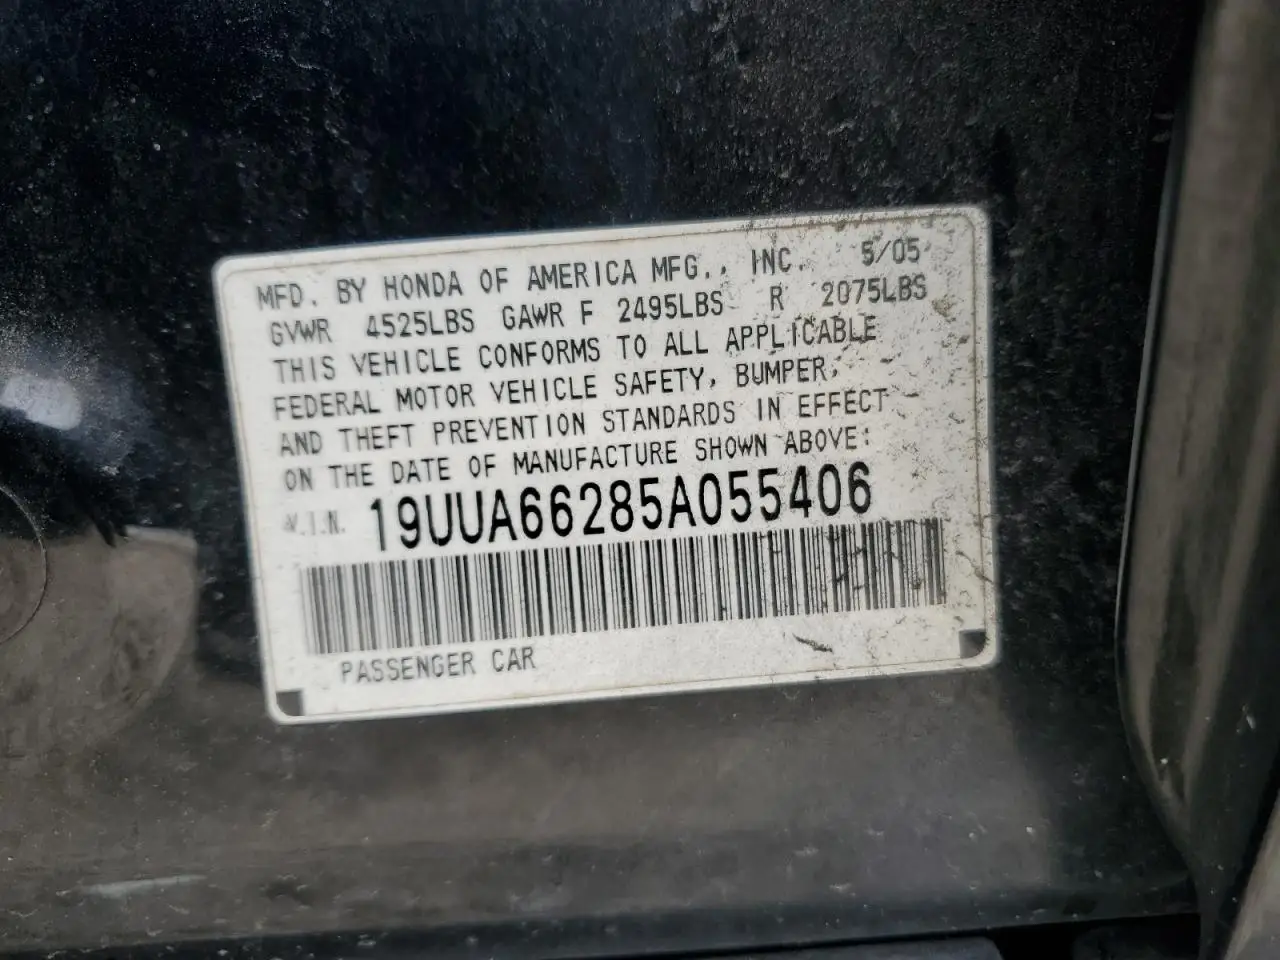 MFD. BY HONDA OF AMERICA MFG., INC. 5/05
GVWR 4525LBS GAWR F 2495LBS R 2075LBS
THIS VEHICLE CONFORMS TO ALL APPLICABLE
FEDERAL MOTOR VEHICLE SAFETY, BUMPER,
AND THEFT PREVENTION STANDARDS IN EFFECT
ON THE DATE OF MANUFACTURE SHOWN ABOVE:
V.I.N. 19UUA66285A055406
PASSENGER CAR